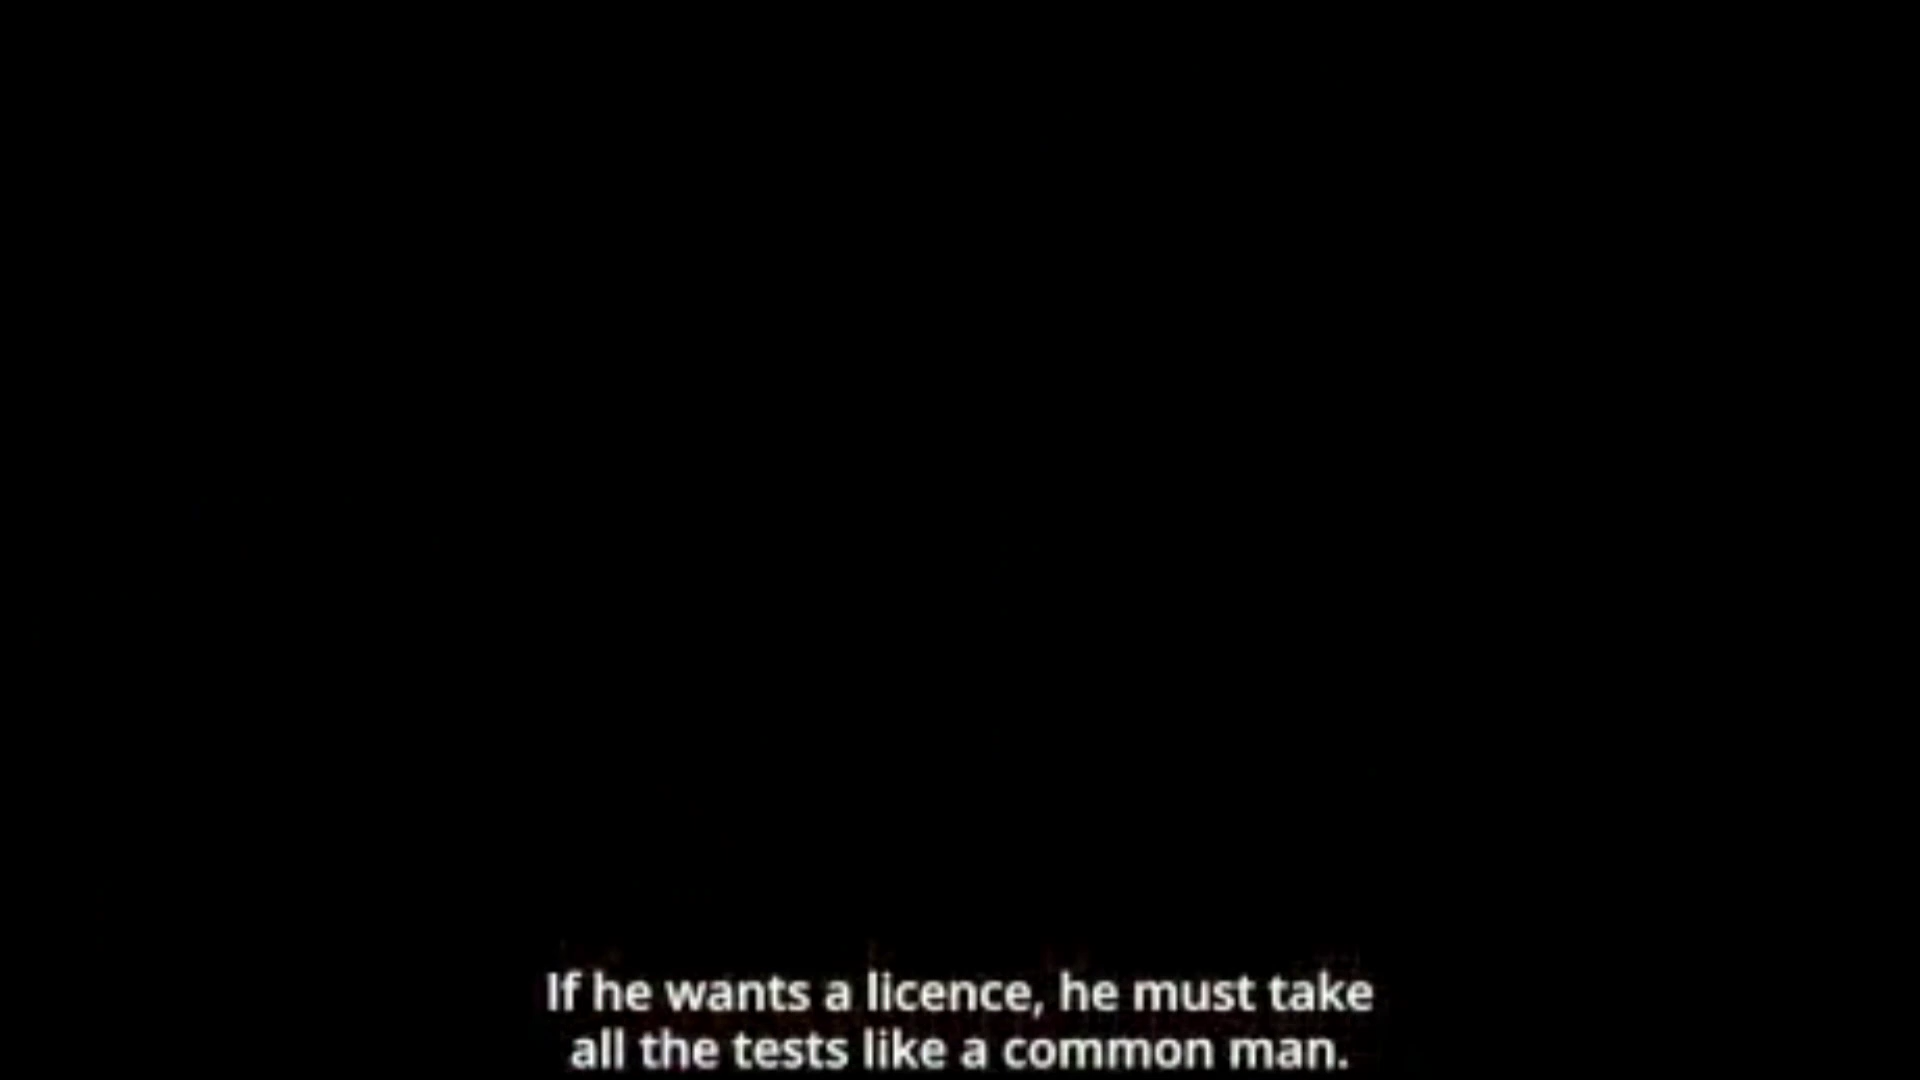 If he wants a licence, he must take
all the tests like a common man.